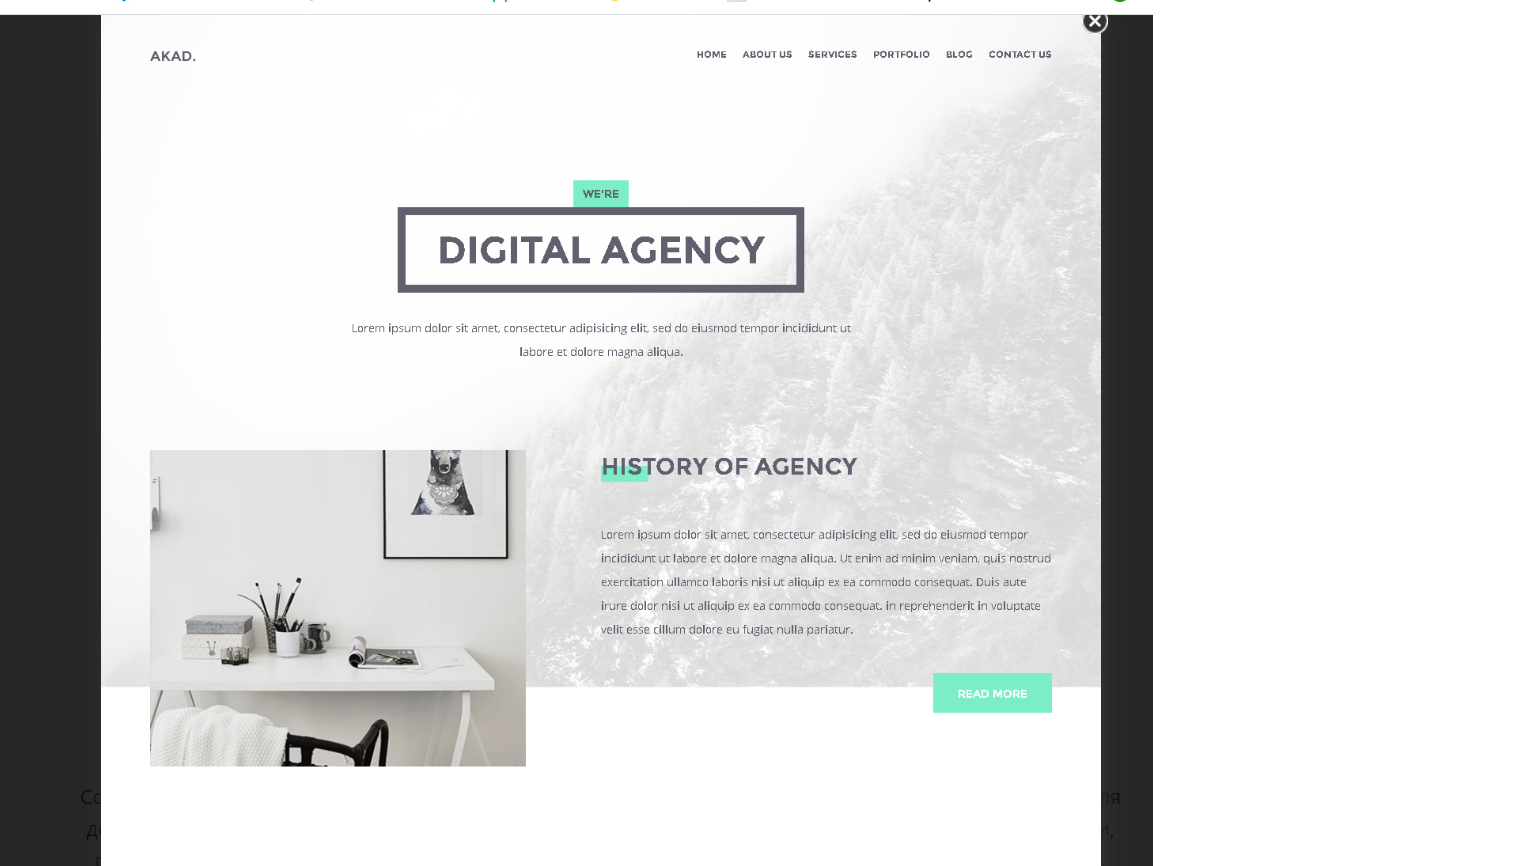 AKAD.
HOME ABOUT US SERVICES PORTFOLIO BLOG CONTACT US
WE'RE
DIGITAL AGENCY
Lorem ipsum dolor sit amet, consectetur adipisicing elit, sed do eiusmod tempor incididunt ut
labore et dolore magna aliqua.
HISTORY OF AGENCY
Lorem ipsum dolor sit amet, consectetur adipisicing elit, sed do eiusmod tempor
incididunt ut labore et dolore magna aliqua. Ut enim ad minim veniam, quis nostrud
exercitation ullamco laboris nisi ut aliquip ex ea commodo consequat. Duis aute
irure dolor nisi ut aliquip ex ea commodo consequat. in reprehenderit in voluptate
velit esse cillum dolore eu fugiat nulla pariatur.
READ MORE